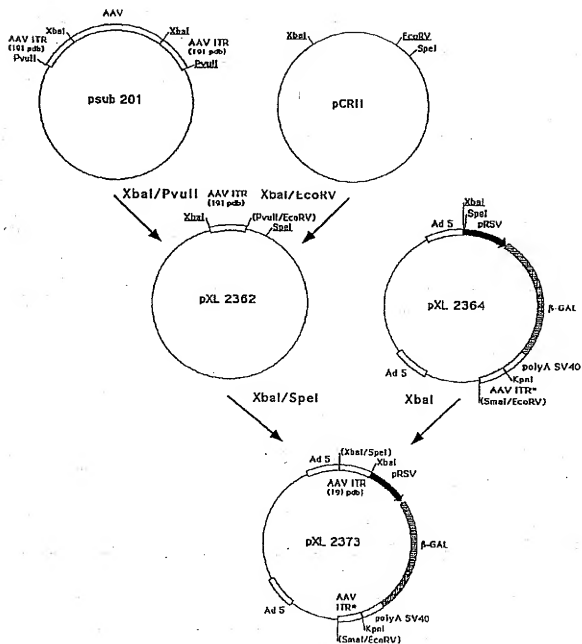 AAV
XbaI
XbaI
AAV ITR
(191 pdb)
AAV ITR
(191 pdb)
PvuII
PvuII
psub 201
XbaI
EcoRV
SpeI
pCRII
XbaI/PvuII
AAV ITR
(191 pdb)
XbaI/EcoRV
XbaI
(PvuII/EcoRV)
SpeI
pXL 2362
XbaI
SpeI
pRSV
Ad 5
pXL 2364
β-GAL
Ad 5
polyA SV40
KpnI
AAV ITR*
(SmaI/EcoRV)
XbaI/SpeI
XbaI
(XbaI/SpeI)
Ad 5
XbaI
pRSV
AAV ITR
(191 pdb)
pXL 2373
β-GAL
Ad 5
AAV
ITR*
polyA SV40
KpnI
(SmaI/EcoRV)